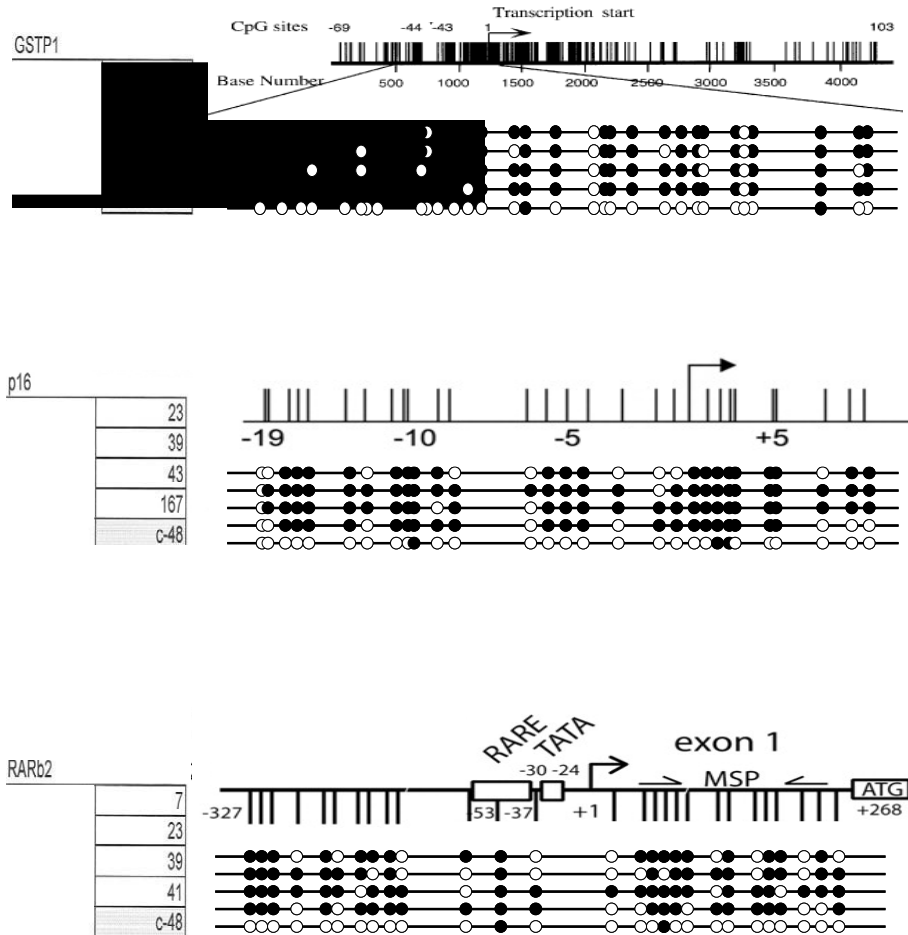 Transcription start
CpG sites -69 -44 -43 1 103
GSTP1
Base Number 500 1000 1500 2000 2500 3000 3500 4000
p16
23
39
43
167
c-48
-19 -10 -5 +5
RARE
TATA
exon 1
-30 -24
MSP
RARb2
7
23
39
41
c-48
-327 -53 -37 +1 ATG
+268